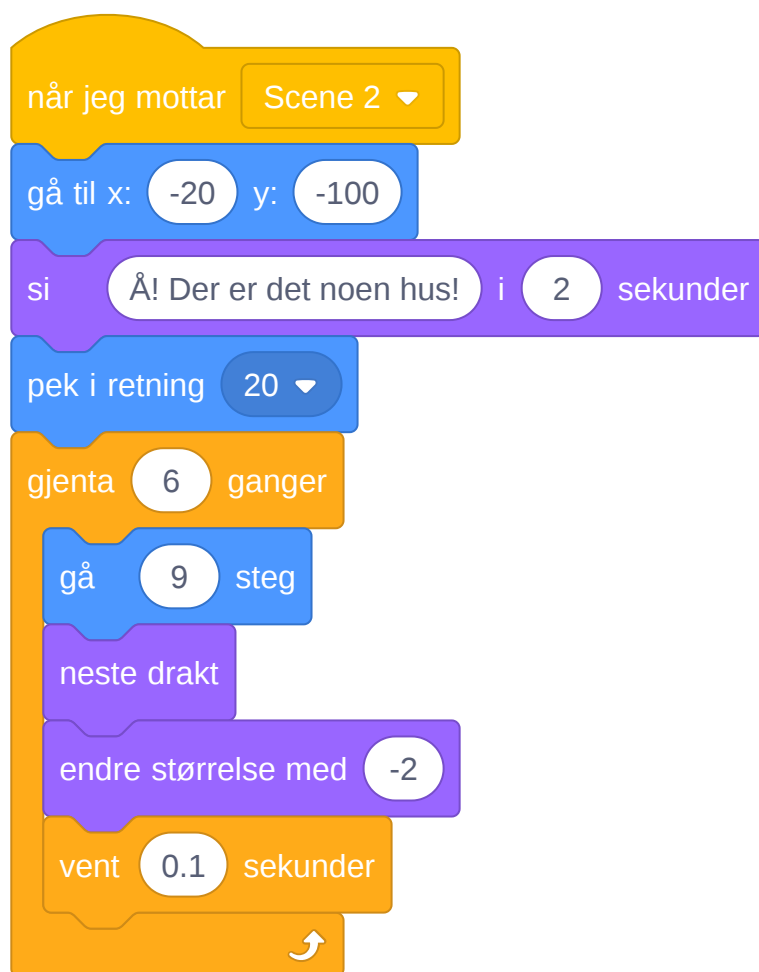 når jeg mottar Scene 2
gå til x: -20 y: -100
si Å! Der er det noen hus! i 2 sekunder
pek i retning 20
gjenta 6 ganger
gå 9 steg
neste drakt
endre størrelse med -2
vent 0.1 sekunder